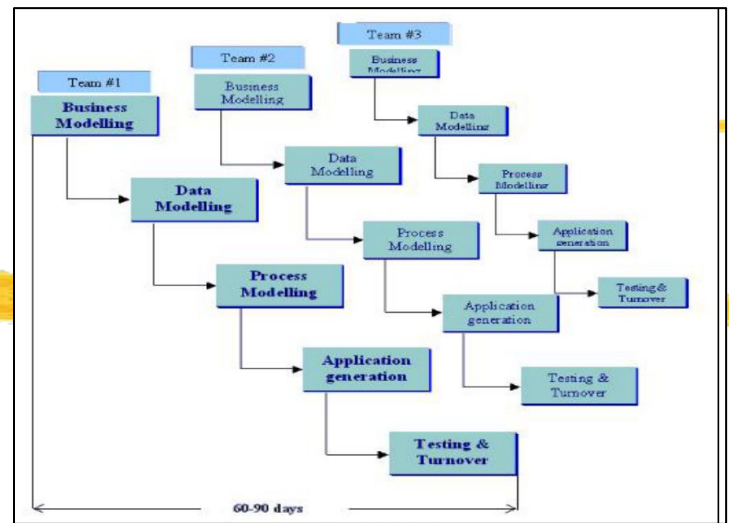 Team #1
Business
Modelling
Data
Modelling
Process
Modelling
Application
generation
Testing &
Turnover
Team #2
Business
Modelling
Data
Modelling
Process
Modelling
Application
generation
Testing &
Turnover
Team #3
Business
Modelling
Data
Modelling
Process
Modelling
Application
generation
Testing &
Turnover
60-90 days